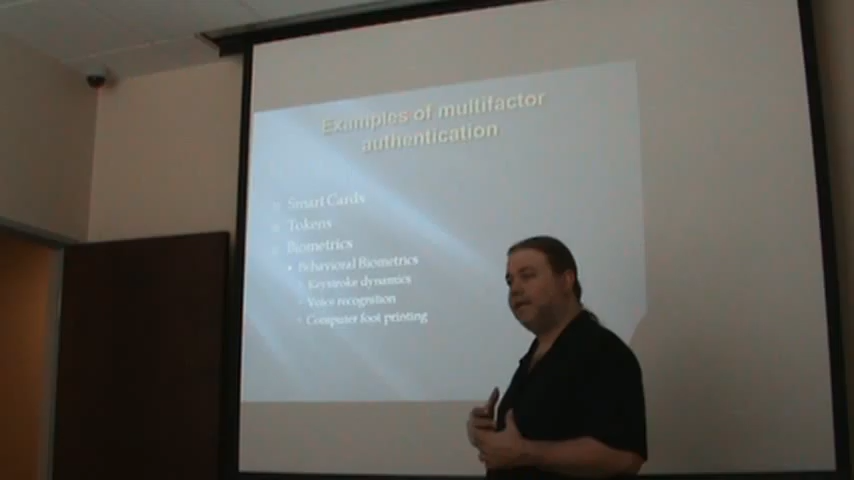 Examples of multifactor
authentication
Smart Cards
Tokens
Biometrics
Behavioral Biometrics
Keystroke dynamics
Voice recognition
Computer foot printing